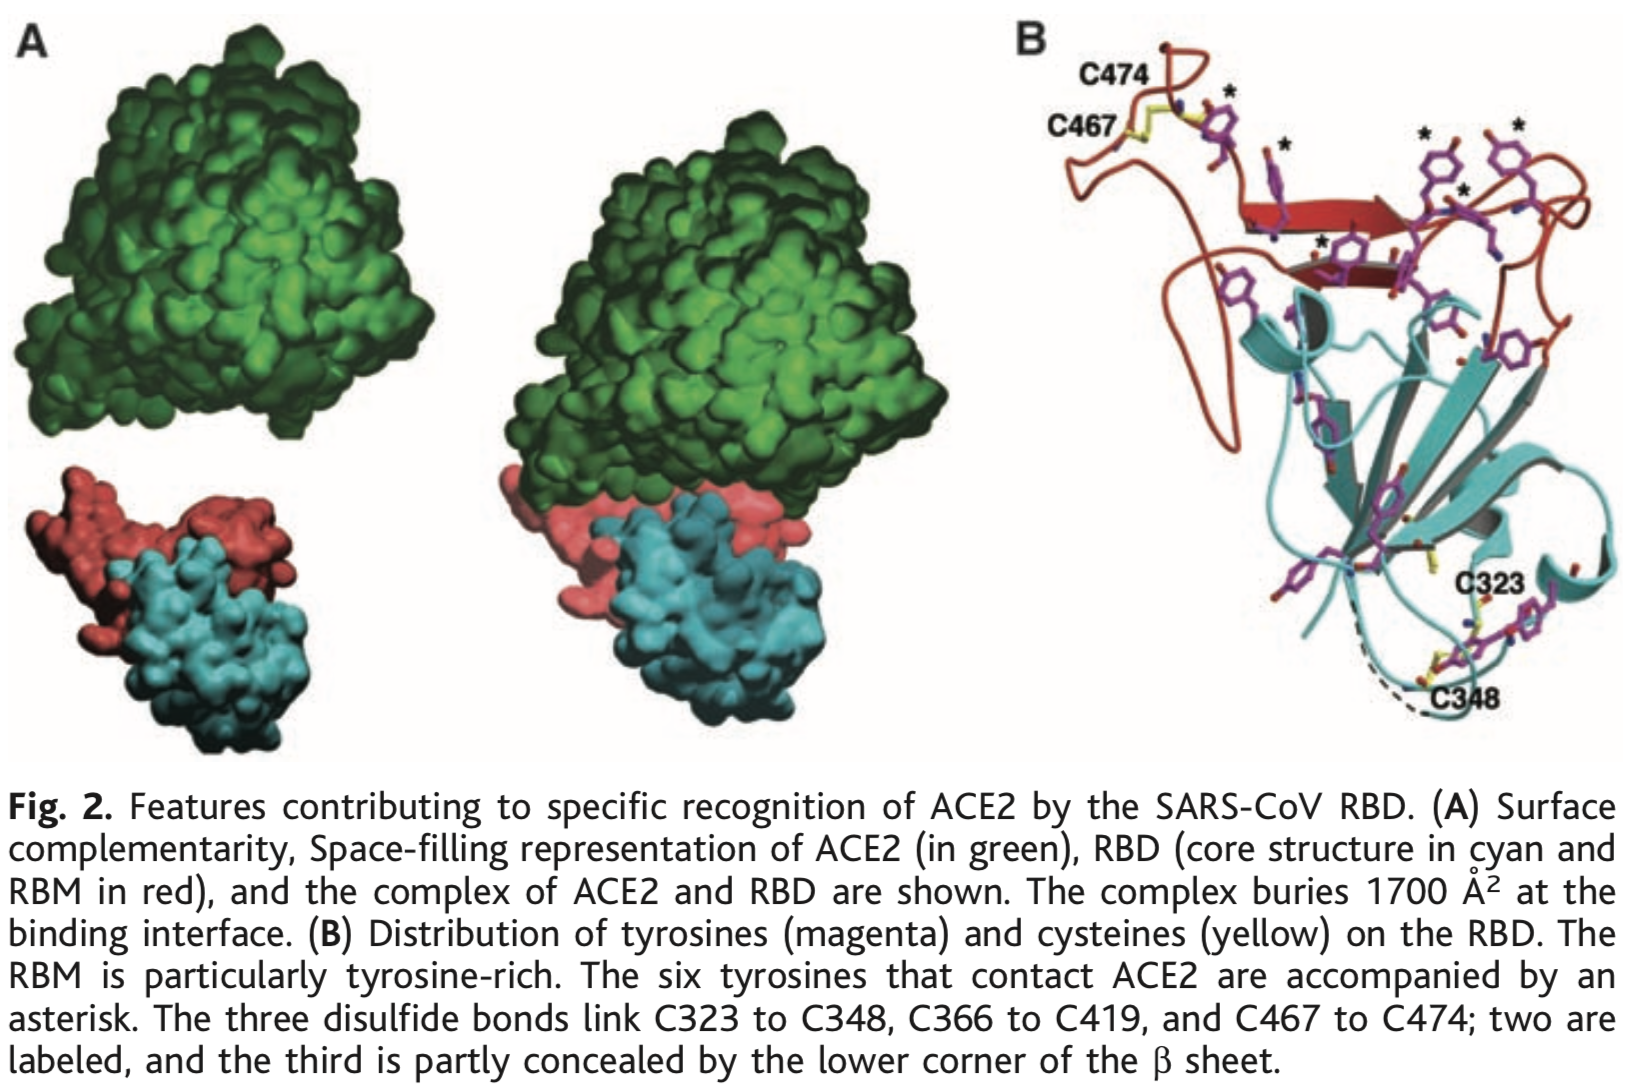 A
B
C474
*
C467
*
*
*
*
*
C323
C348
Fig. 2. Features contributing to specific recognition of ACE2 by the SARS-CoV RBD. (A) Surface
complementarity, Space-filling representation of ACE2 (in green), RBD (core structure in cyan and
RBM in red), and the complex of ACE2 and RBD are shown. The complex buries 1700 Å² at the
binding interface. (B) Distribution of tyrosines (magenta) and cysteines (yellow) on the RBD. The
RBM is particularly tyrosine-rich. The six tyrosines that contact ACE2 are accompanied by an
asterisk. The three disulfide bonds link C323 to C348, C366 to C419, and C467 to C474; two are
labeled, and the third is partly concealed by the lower corner of the β sheet.